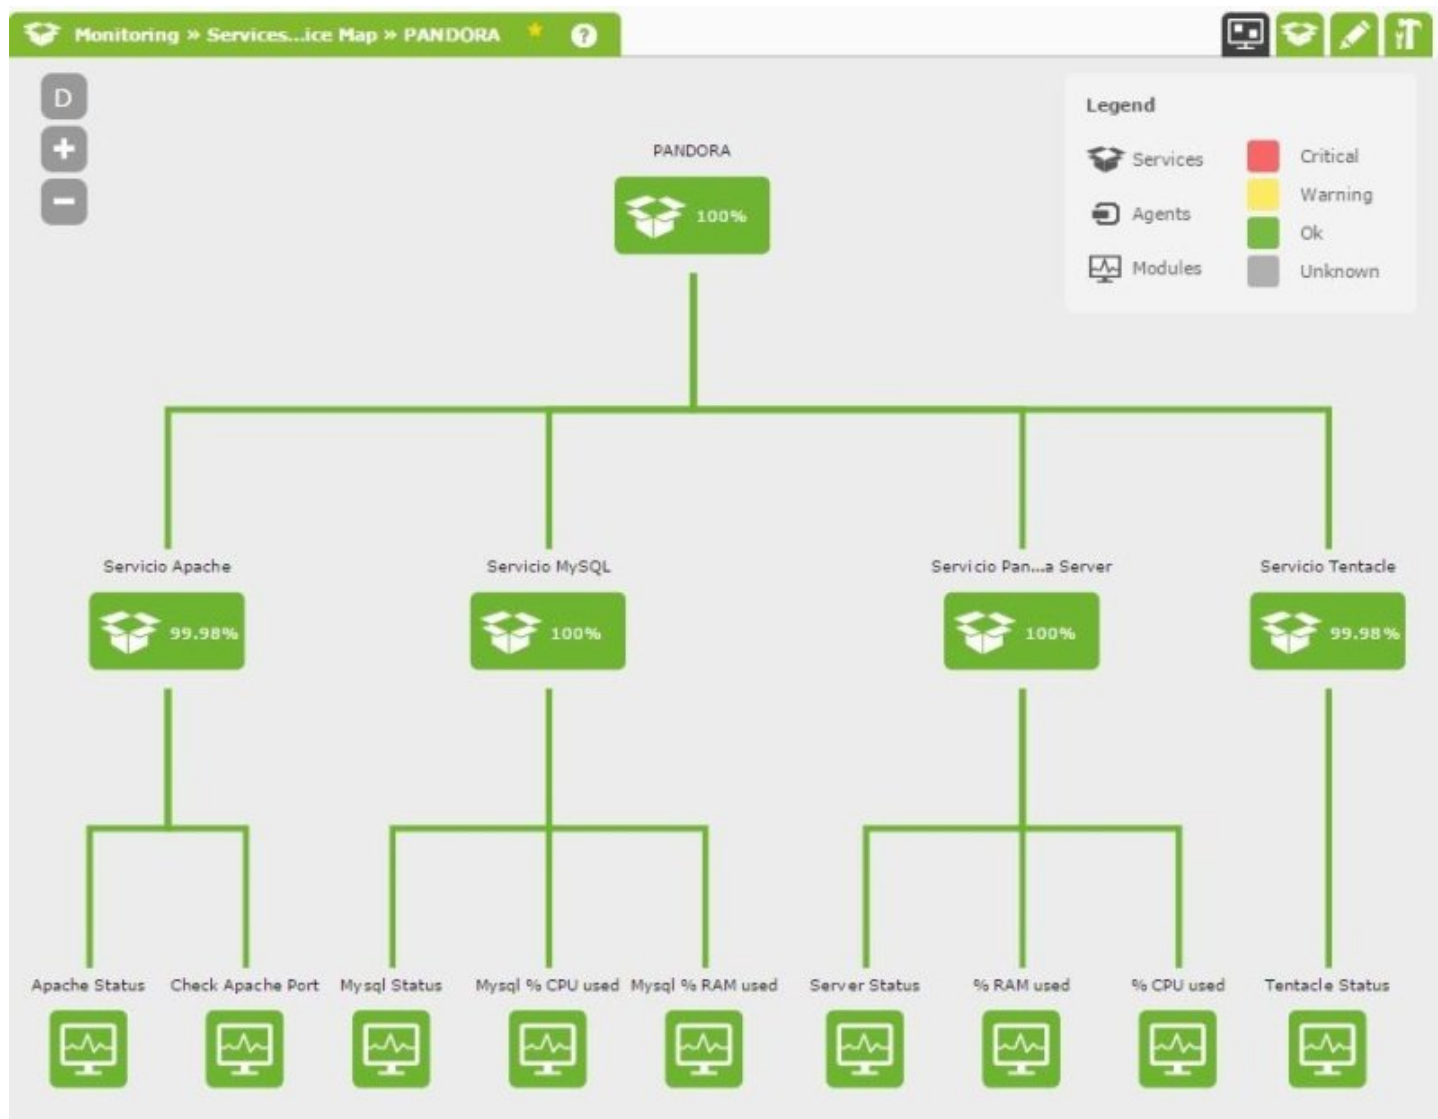 Monitoring » Services...ice Map » PANDORA ?
D
+
−
Legend
Services
Agents
Modules
Critical
Warning
Ok
Unknown
PANDORA
100%
Servicio Apache
Servicio MySQL
Servicio Pan...a Server
Servicio Tentacle
99.98%
100%
100%
99.98%
Apache Status
Check Apache Port
Mysql Status
Mysql % CPU used
Mysql % RAM used
Server Status
% RAM used
% CPU used
Tentacle Status